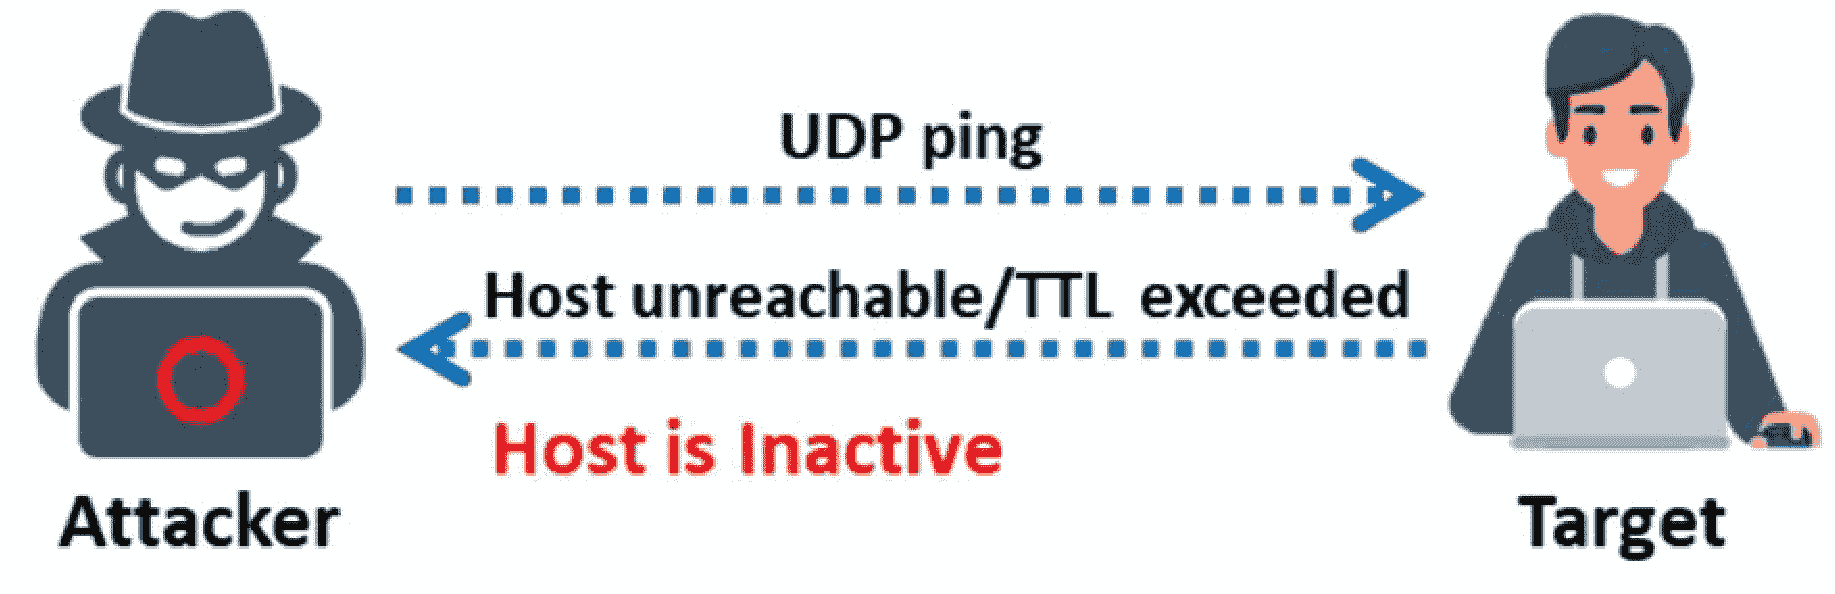 UDP ping
Host unreachable/TTL exceeded
Host is Inactive
Attacker
Target